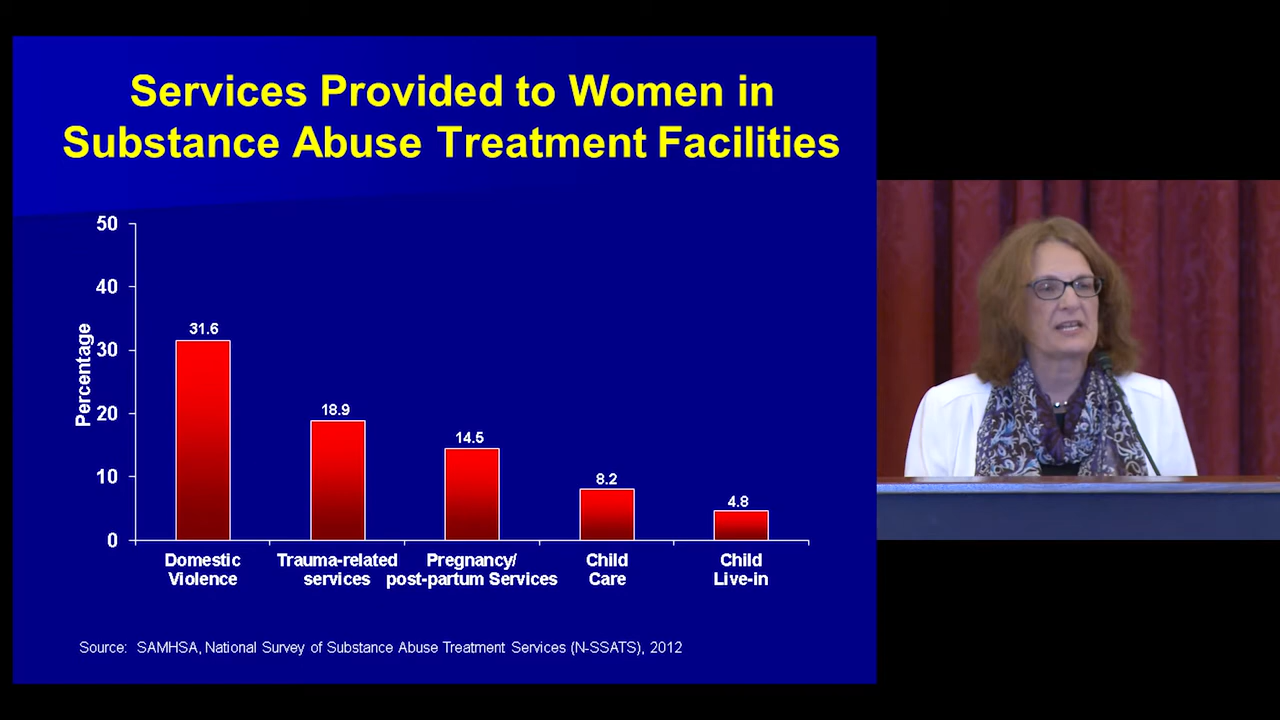 Services Provided to Women in
Substance Abuse Treatment Facilities
50
40
30
20
10
0
Percentage
31.6
18.9
14.5
8.2
4.8
Domestic
Violence
Trauma-related
services
Pregnancy/
post-partum Services
Child
Care
Child
Live-in
Source: SAMHSA, National Survey of Substance Abuse Treatment Services (N-SSATS), 2012